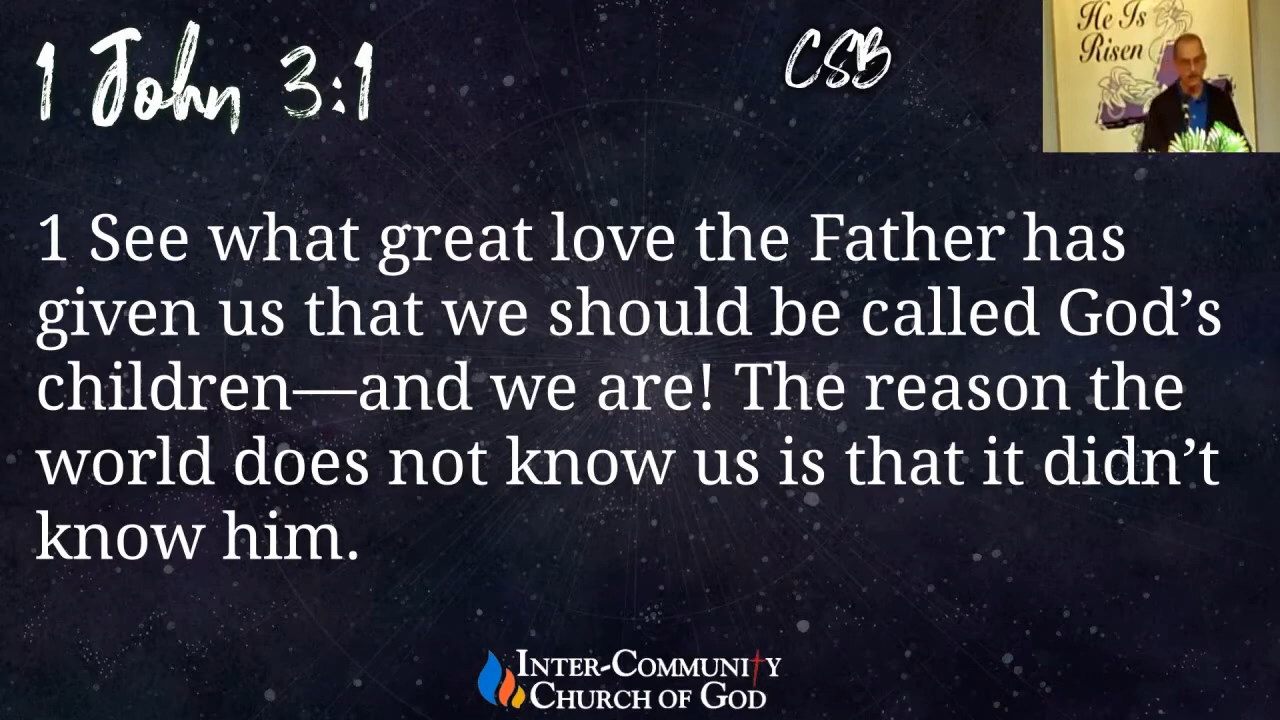 1 John 3:1
CSB
He Is
Risen
1 See what great love the Father has
given us that we should be called God’s
children—and we are! The reason the
world does not know us is that it didn’t
know him.
Inter-Community
Church of God